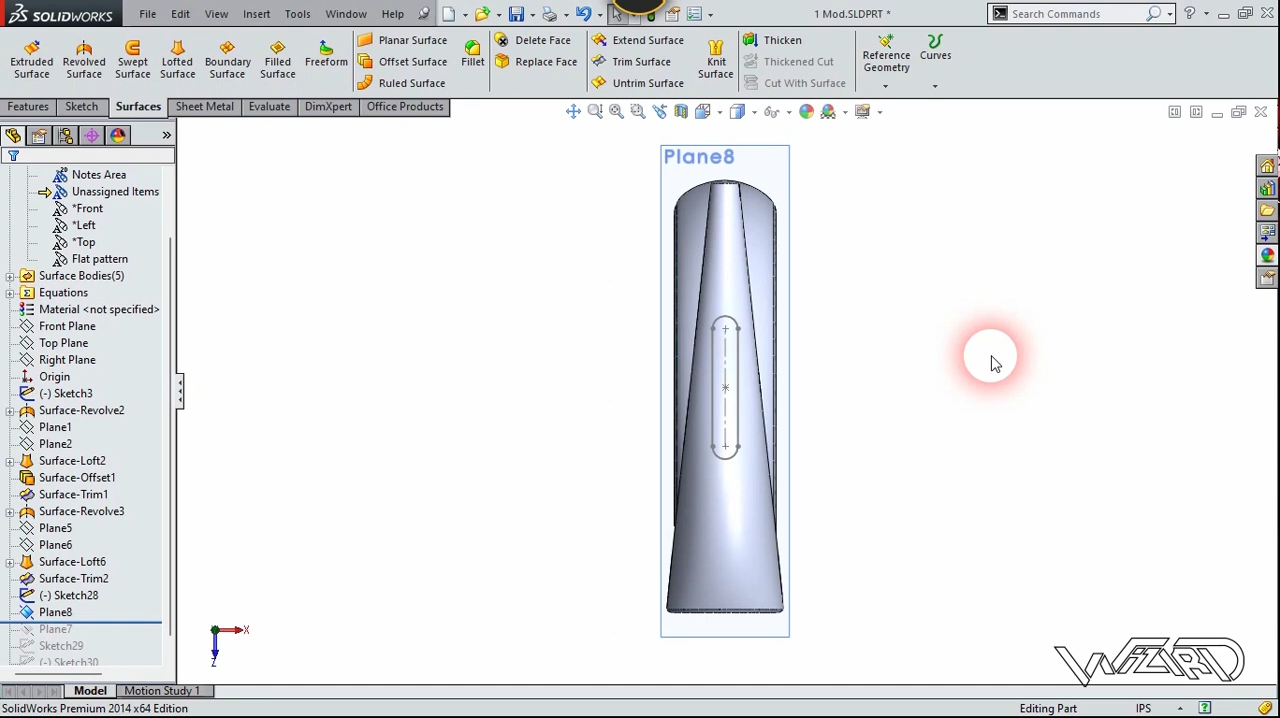 SOLIDWORKS File Edit View Insert Tools Window Help 1 Mod.SLDPRT * Search Commands
Extruded Surface
Revolved Surface
Swept Surface
Lofted Surface
Boundary Surface
Filled Surface
Freeform
Planar Surface
Offset Surface
Ruled Surface
Fillet
Delete Face
Replace Face
Extend Surface
Trim Surface
Untrim Surface
Knit Surface
Thicken
Thickened Cut
Cut With Surface
Reference Geometry
Curves
Features Sketch Surfaces Sheet Metal Evaluate DimXpert Office Products
Notes Area
Unassigned Items
*Front
*Left
*Top
Flat pattern
Surface Bodies(5)
Equations
Material <not specified>
Front Plane
Top Plane
Right Plane
Origin
(-) Sketch3
Surface-Revolve2
Plane1
Plane2
Surface-Loft2
Surface-Offset1
Surface-Trim1
Surface-Revolve3
Plane5
Plane6
Surface-Loft6
Surface-Trim2
(-) Sketch28
Plane8
Plane7
Sketch29
(-) Sketch30
Plane8
X
Z
WIZARD
Model Motion Study 1
SolidWorks Premium 2014 x64 Edition Editing Part IPS